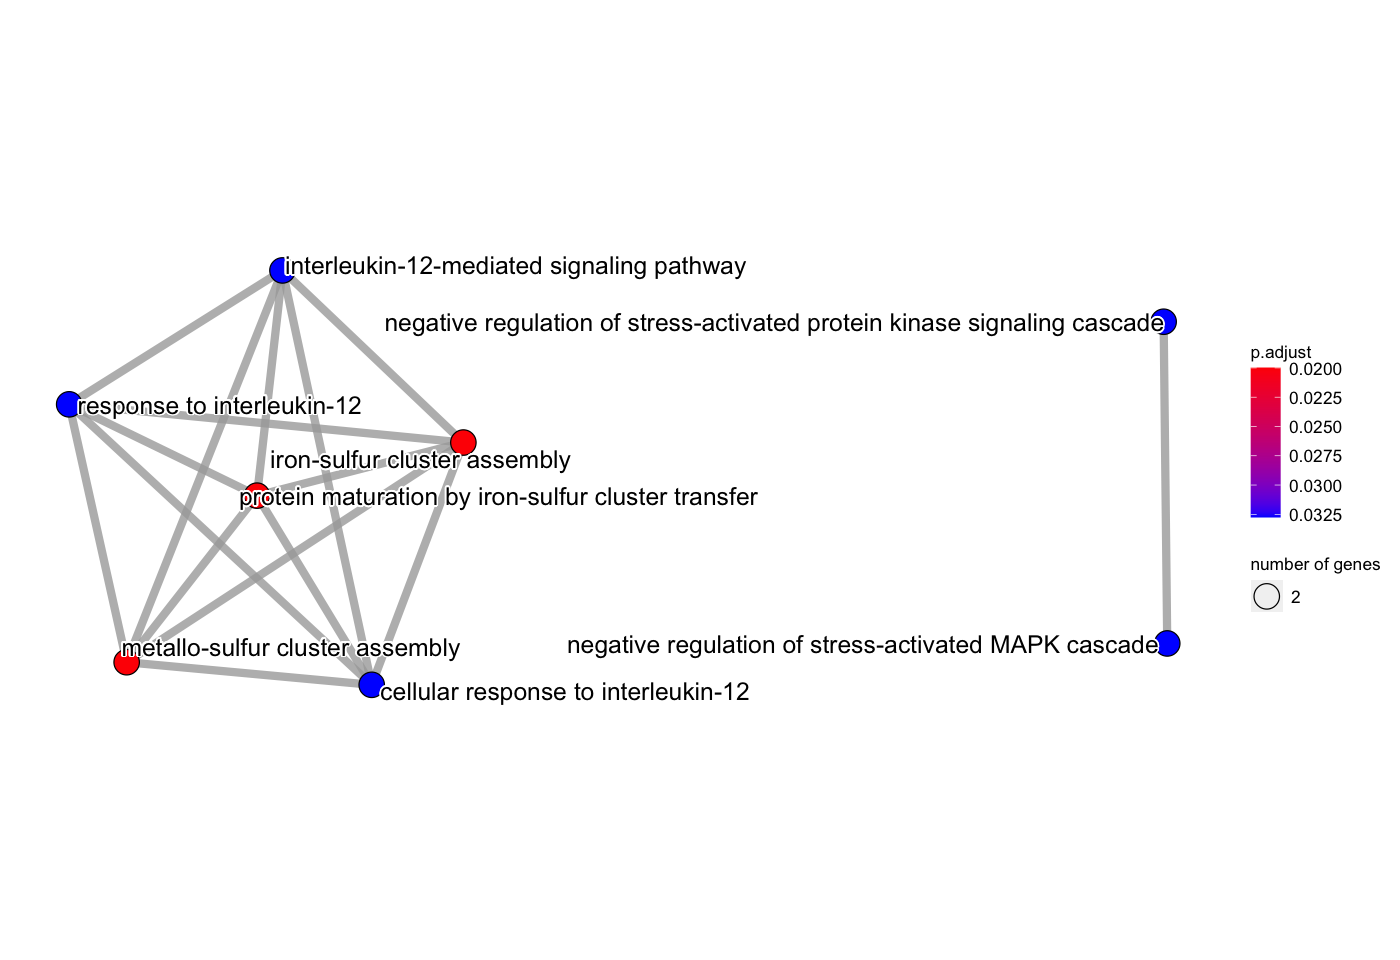 interleukin-12-mediated signaling pathway
negative regulation of stress-activated protein kinase signaling cascade
response to interleukin-12
iron-sulfur cluster assembly
protein maturation by iron-sulfur cluster transfer
metallo-sulfur cluster assembly
negative regulation of stress-activated MAPK cascade
cellular response to interleukin-12
p.adjust
0.0200
0.0225
0.0250
0.0275
0.0300
0.0325
number of genes
2